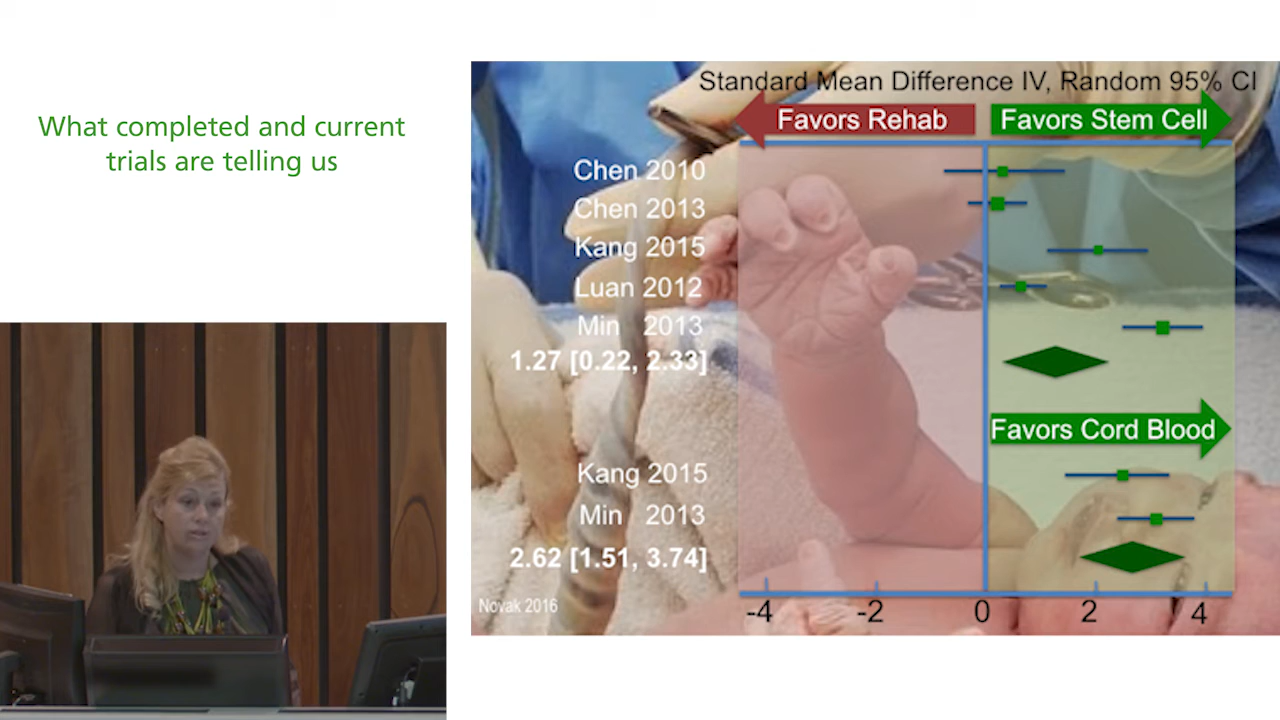 What completed and current
trials are telling us
Standard Mean Difference IV, Random 95% CI
Favors Rehab
Favors Stem Cell
Chen 2010
Chen 2013
Kang 2015
Luan 2012
Min 2013
1.27 [0.22, 2.33]
Favors Cord Blood
Kang 2015
Min 2013
2.62 [1.51, 3.74]
Novak 2016
-4 -2 0 2 4